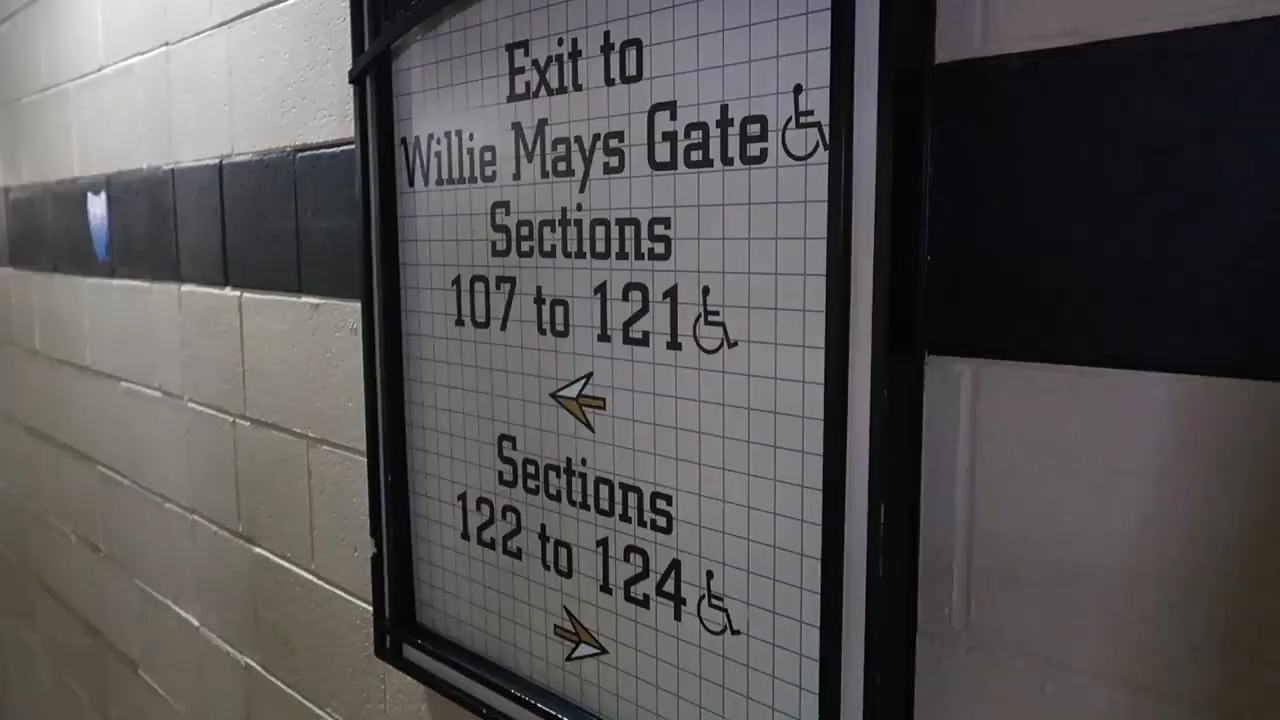 Exit to
Willie Mays Gate
Sections
107 to 121
Sections
122 to 124